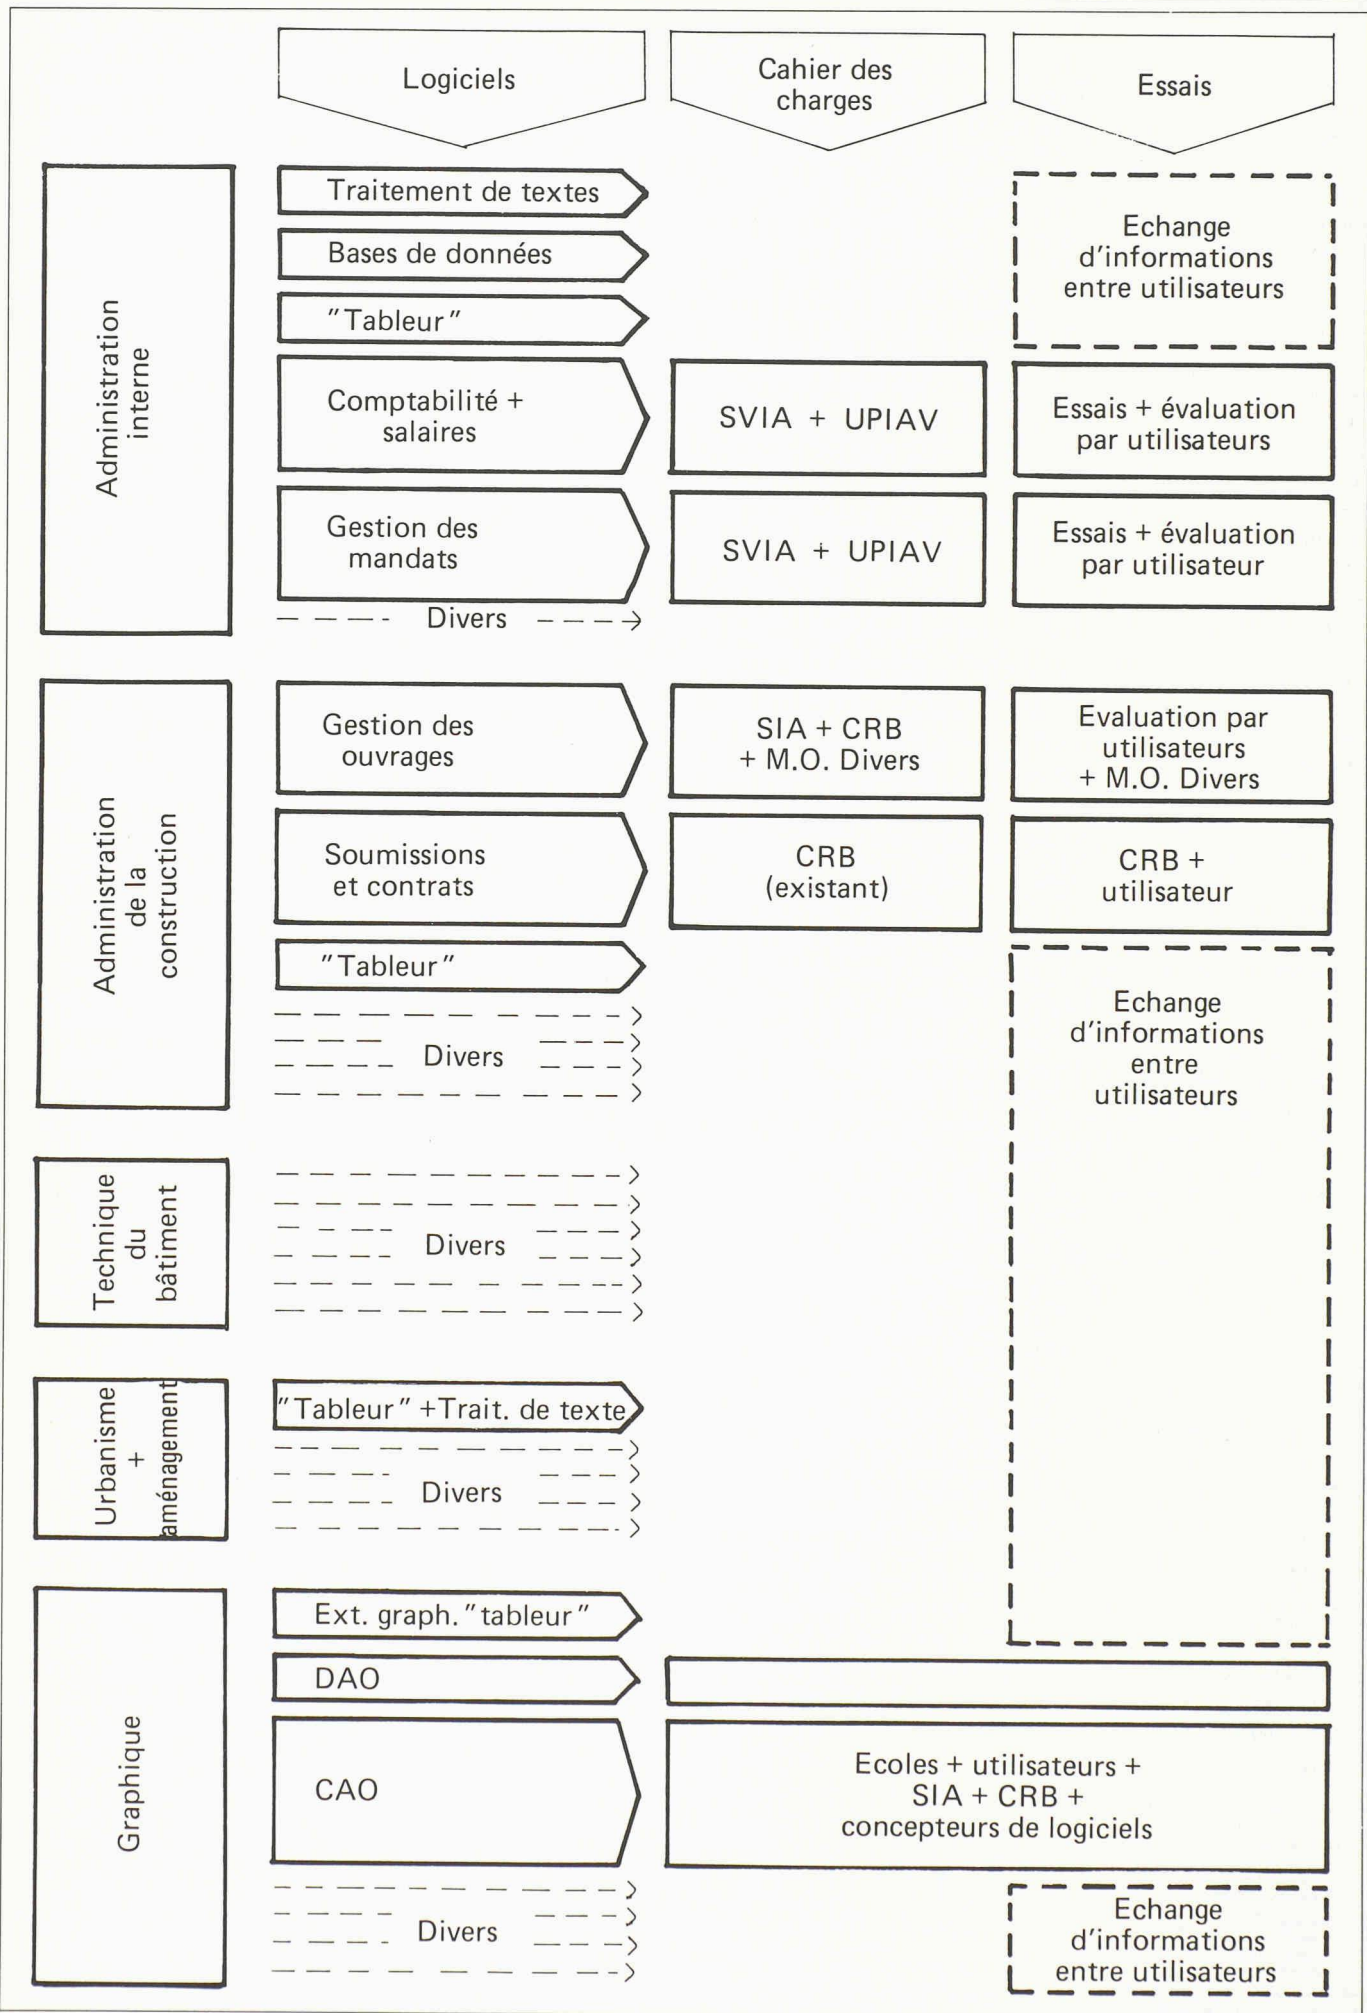 Logiciels
Cahier des
charges
Essais
Administration
interne
Traitement de textes
Bases de données
"Tableur"
Echange
d'informations
entre utilisateurs
Comptabilité +
salaires
SVIA + UPIAV
Essais + évaluation
par utilisateurs
Gestion des
mandats
SVIA + UPIAV
Essais + évaluation
par utilisateur
Divers
Administration
de la
construction
Gestion des
ouvrages
SIA + CRB
+ M.O. Divers
Evaluation par
utilisateurs
+ M.O. Divers
Soumissions
et contrats
CRB
(existant)
CRB +
utilisateur
"Tableur"
Divers
Echange
d'informations
entre
utilisateurs
Technique
du
bâtiment
Divers
Urbanisme
+
aménagement
"Tableur" +Trait. de texte
Divers
Graphique
Ext. graph. "tableur"
DAO
CAO
Ecoles + utilisateurs +
SIA + CRB +
concepteurs de logiciels
Divers
Echange
d'informations
entre utilisateurs